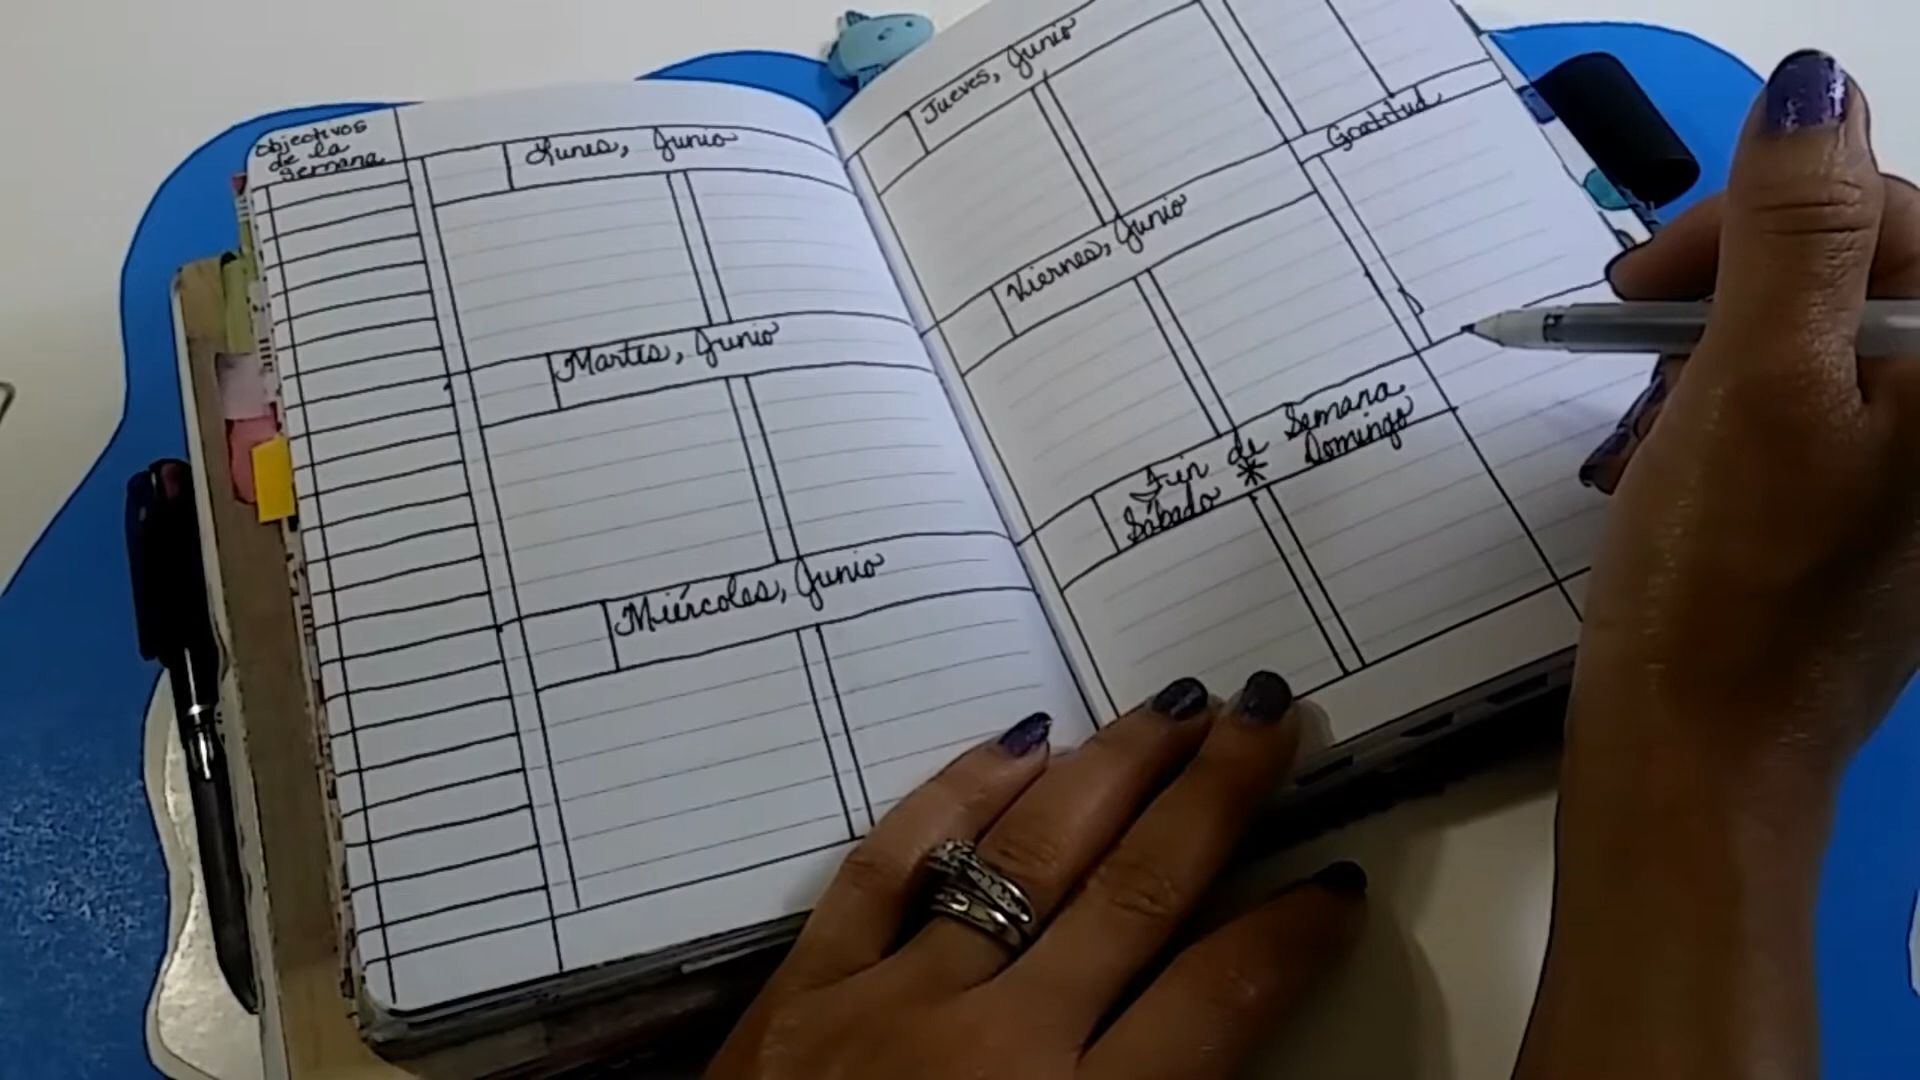 Objectivos
de la
semana
Lunes, Junio
Martes, Junio
Miércoles, Junio
Jueves, Junio
Viernes, Junio
Fin de Semana
Sábado * Domingo
Gratitud